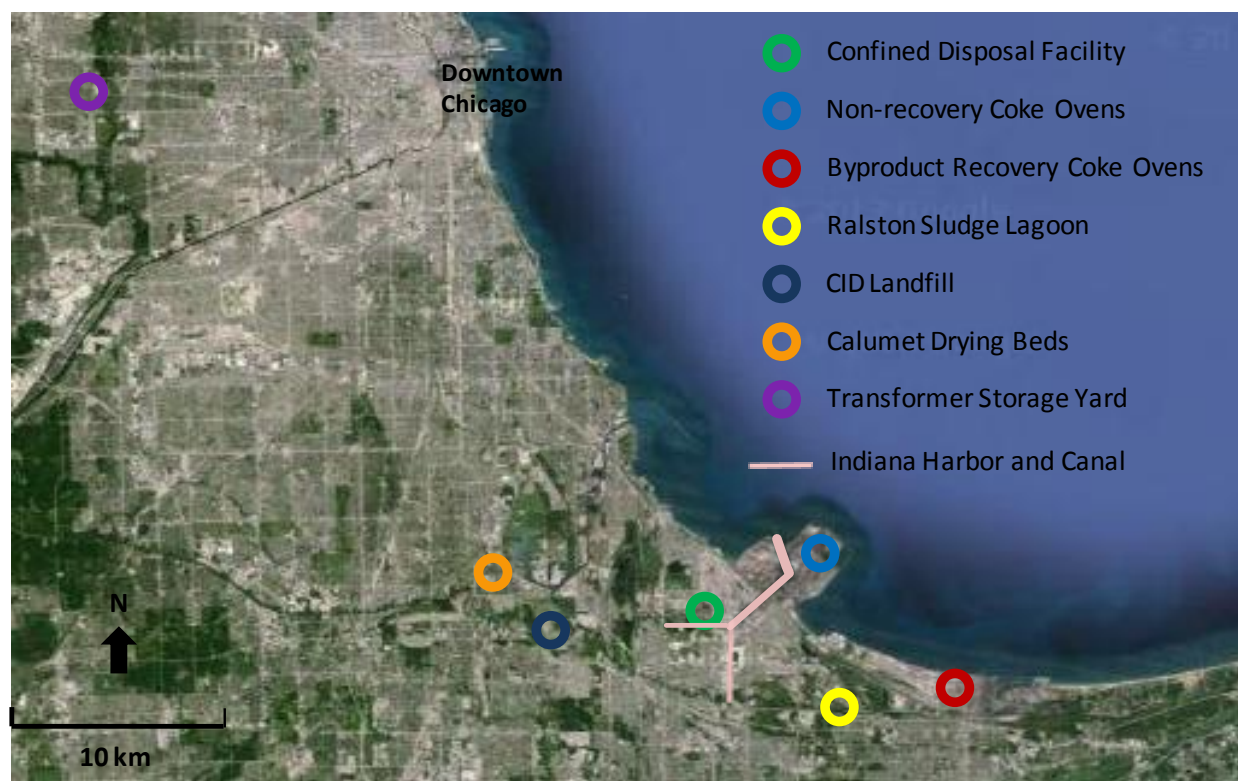 Downtown
Chicago
Confined Disposal Facility
Non-recovery Coke Ovens
Byproduct Recovery Coke Ovens
Ralston Sludge Lagoon
CID Landfill
Calumet Drying Beds
Transformer Storage Yard
Indiana Harbor and Canal
N
10 km